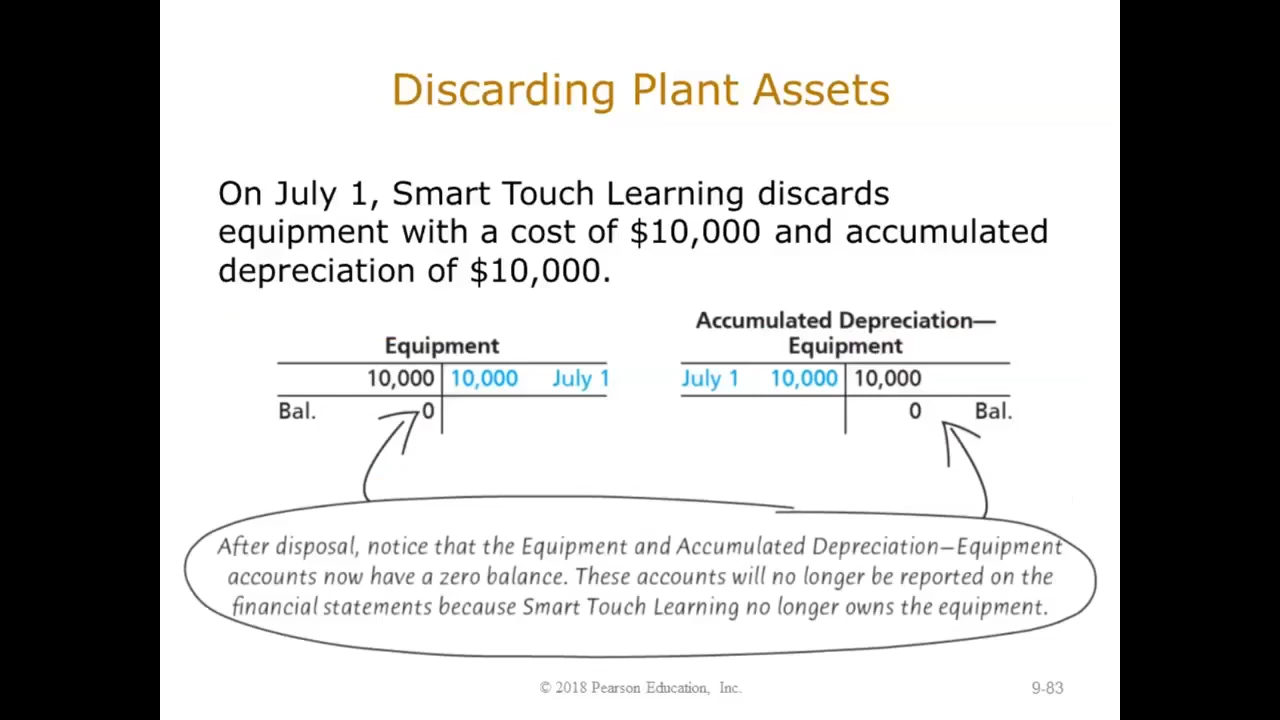 Discarding Plant Assets
On July 1, Smart Touch Learning discards
equipment with a cost of $10,000 and accumulated
depreciation of $10,000.
Equipment
10,000 10,000 July 1
Bal. 0
Accumulated Depreciation—
Equipment
July 1 10,000 10,000
0 Bal.
After disposal, notice that the Equipment and Accumulated Depreciation—Equipment
accounts now have a zero balance. These accounts will no longer be reported on the
financial statements because Smart Touch Learning no longer owns the equipment.
© 2018 Pearson Education, Inc.
9-83